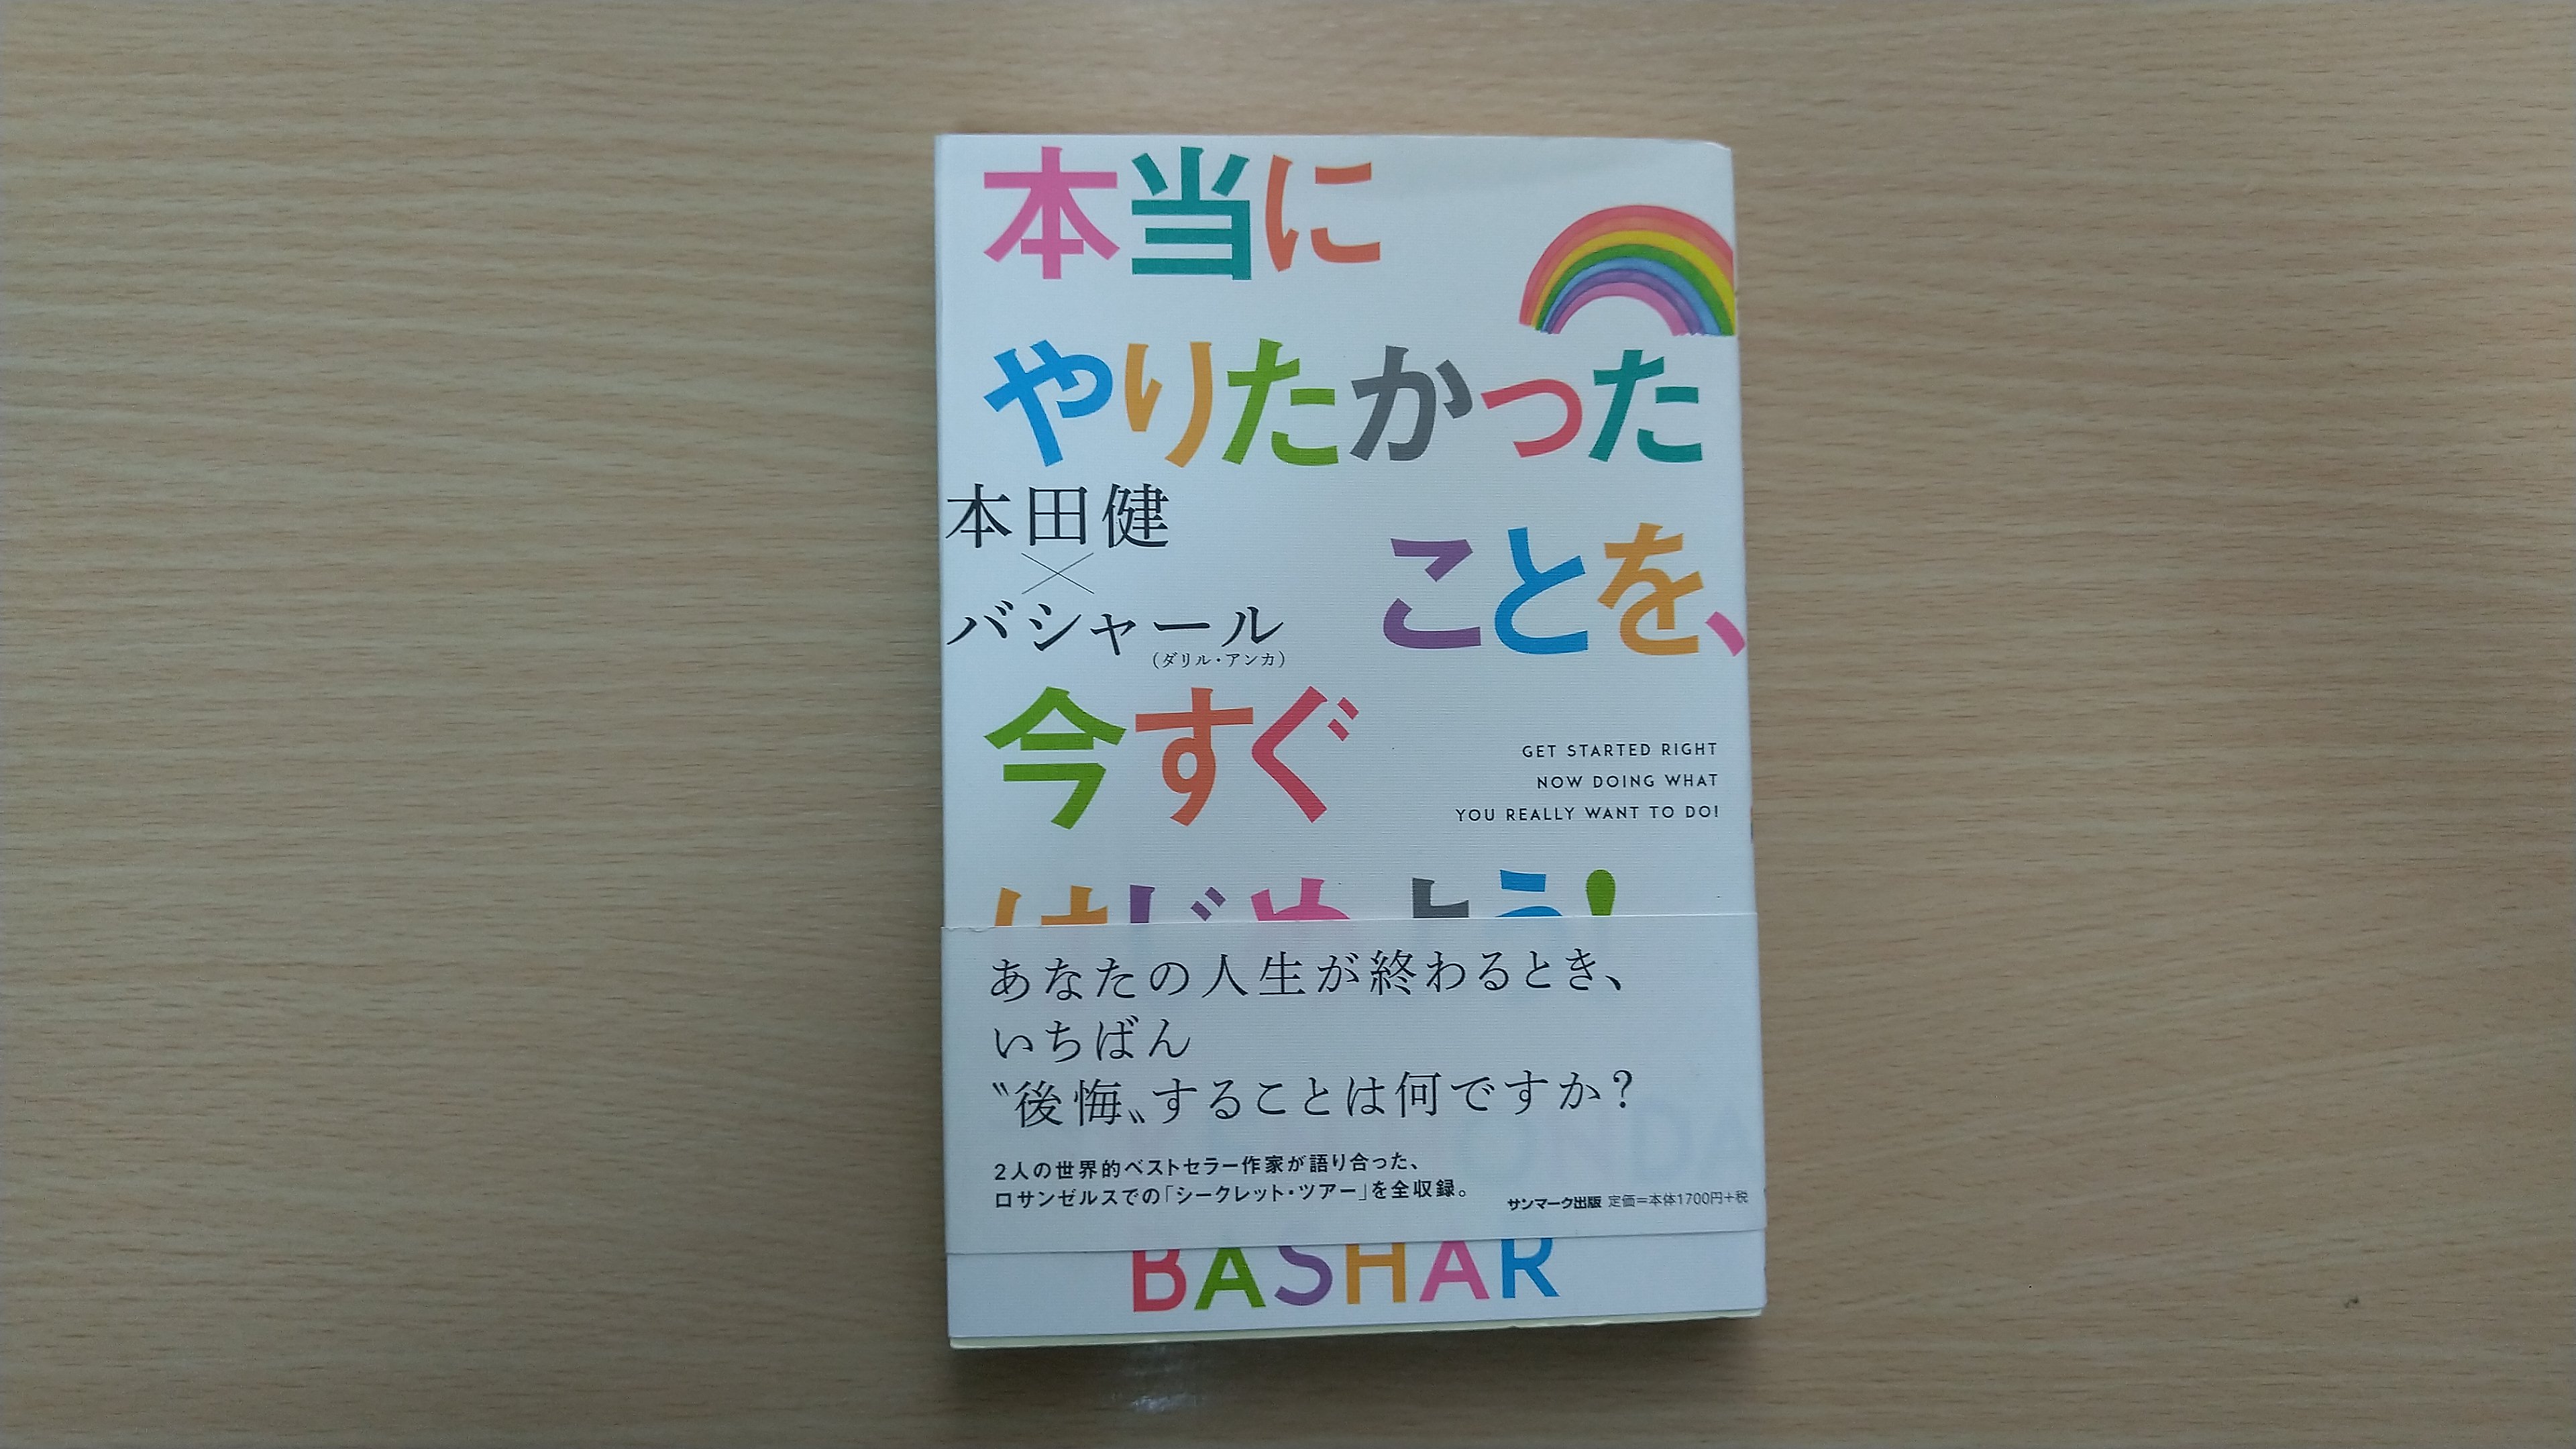 本当に
やりたかった
本田健
×
バシャール
(ダリル・アンカ)
ことを、
今すぐ
GET STARTED RIGHT
NOW DOING WHAT
YOU REALLY WANT TO DO!
はじめよう!
あなたの人生が終わるとき、
いちばん
〝後悔〟することは何ですか?
2人の世界的ベストセラー作家が語り合った、
ロサンゼルスでの「シークレット・ツアー」を全収録。
サンマーク出版 定価=本体1700円+税
BASHAR